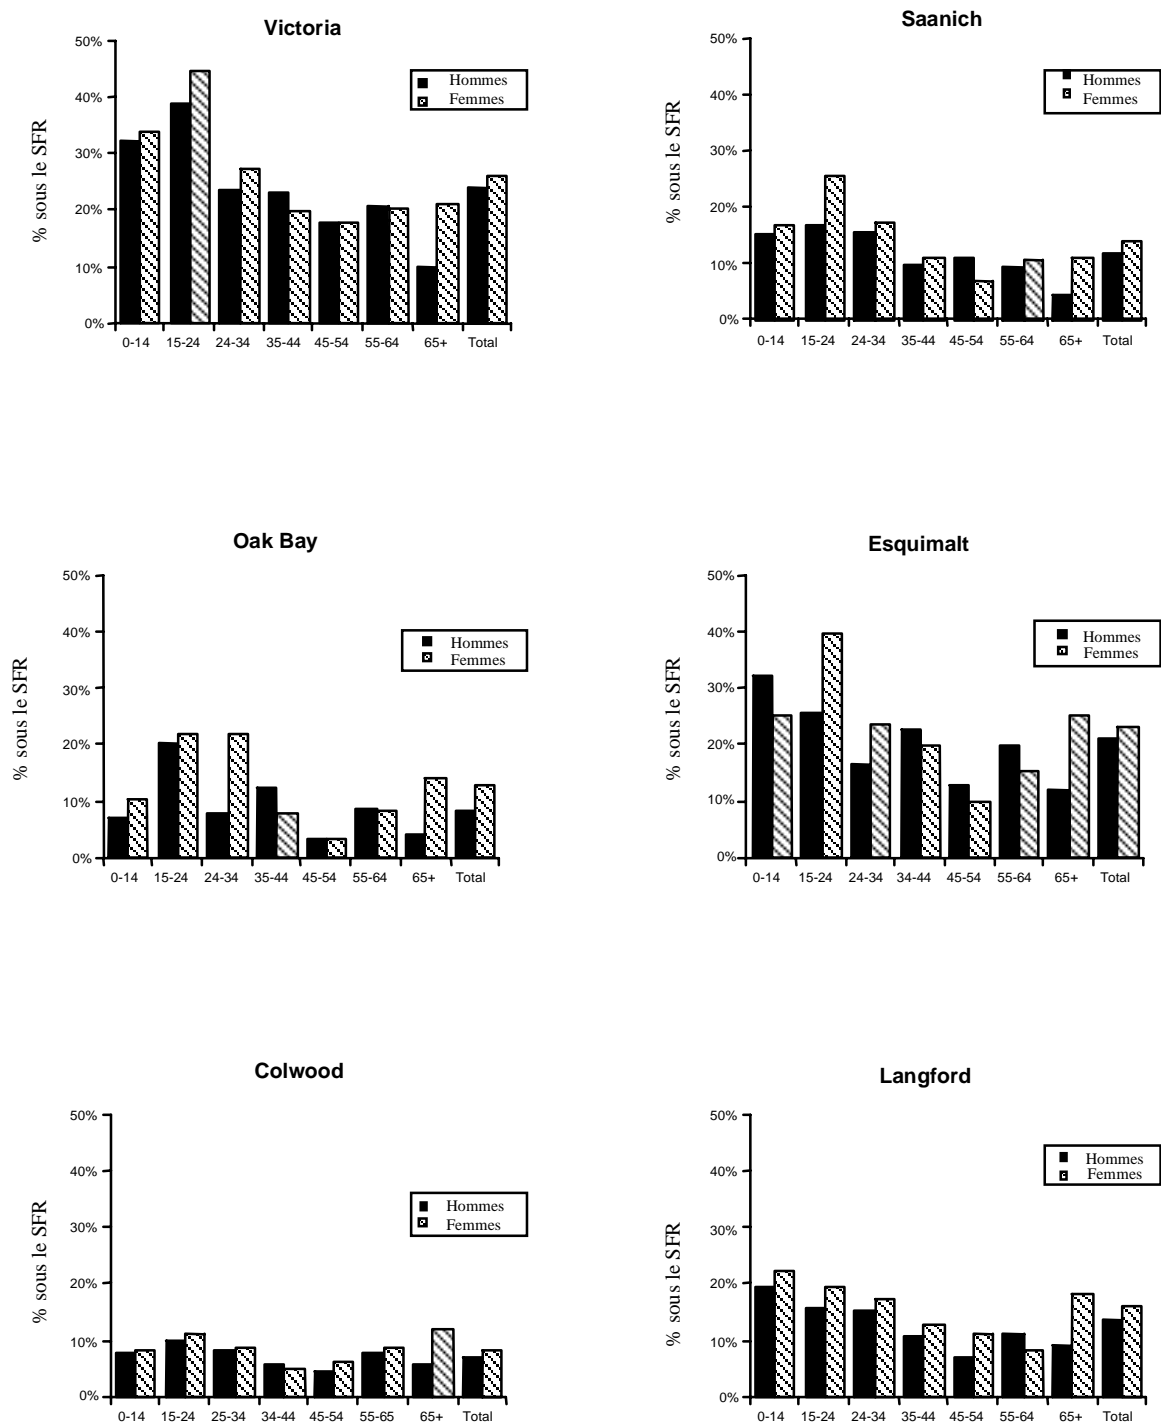 Victoria
50%
40%
30%
20%
10%
0%
% sous le SFR
Hommes
Femmes
0-14 15-24 24-34 35-44 45-54 55-64 65+ Total
Saanich
50%
40%
30%
20%
10%
0%
% sous le SFR
Hommes
Femmes
0-14 15-24 24-34 35-44 45-54 55-64 65+ Total
Oak Bay
50%
40%
30%
20%
10%
0%
% sous le SFR
Hommes
Femmes
0-14 15-24 24-34 35-44 45-54 55-64 65+ Total
Esquimalt
50%
40%
30%
20%
10%
0%
% sous le SFR
Hommes
Femmes
0-14 15-24 24-34 34-44 45-54 55-64 65+ Total
Colwood
50%
40%
30%
20%
10%
0%
% sous le SFR
Hommes
Femmes
0-14 15-24 25-34 34-44 45-54 55-65 65+ Total
Langford
50%
40%
30%
20%
10%
0%
% sous le SFR
Hommes
Femmes
0-14 15-24 24-34 35-44 45-54 55-64 65+ Total